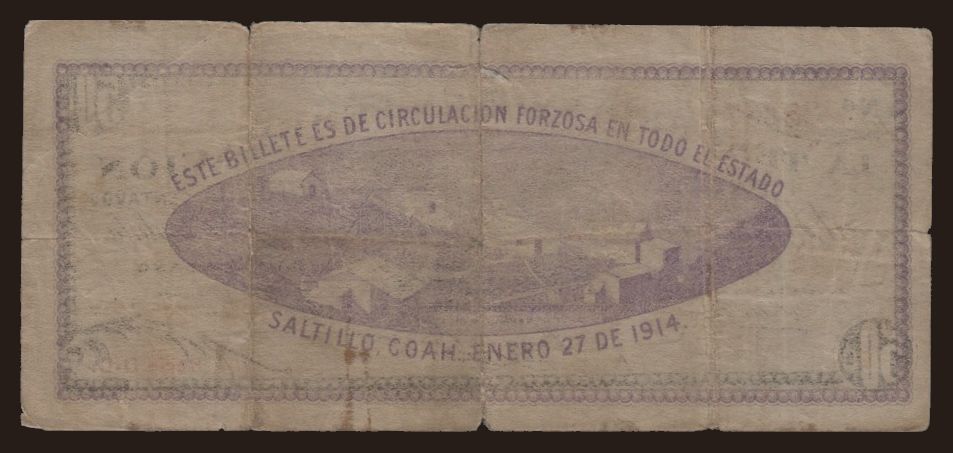 ESTE BILLETE ES DE CIRCULACION FORZOSA EN TODO EL ESTADO
SALTILLO, COAH. ENERO 27 DE 1914.